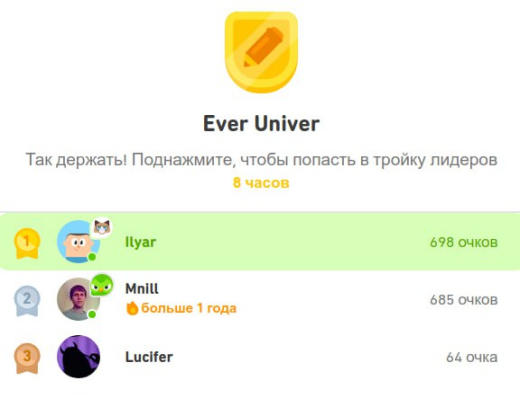 Ever Univer
Так держать! Поднажмите, чтобы попасть в тройку лидеров
8 часов
1
Ilyar
698 очков
2
Mnill
больше 1 года
685 очков
3
Lucifer
64 очка